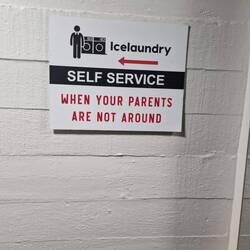 Icelaundry
SELF SERVICE
WHEN YOUR PARENTS
ARE NOT AROUND